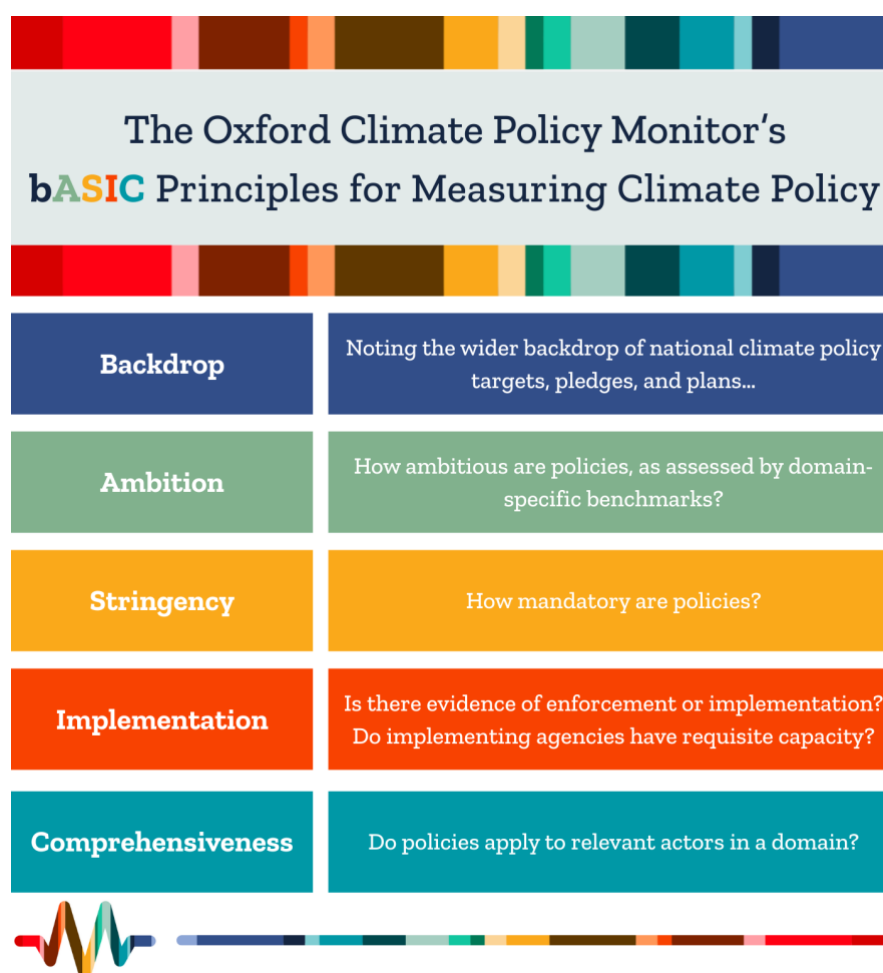 The Oxford Climate Policy Monitor's
bASIC Principles for Measuring Climate Policy
Backdrop
Noting the wider backdrop of national climate policy
targets, pledges, and plans...
Ambition
How ambitious are policies, as assessed by domain-
specific benchmarks?
Stringency
How mandatory are policies?
Implementation
Is there evidence of enforcement or implementation?
Do implementing agencies have requisite capacity?
Comprehensiveness
Do policies apply to relevant actors in a domain?